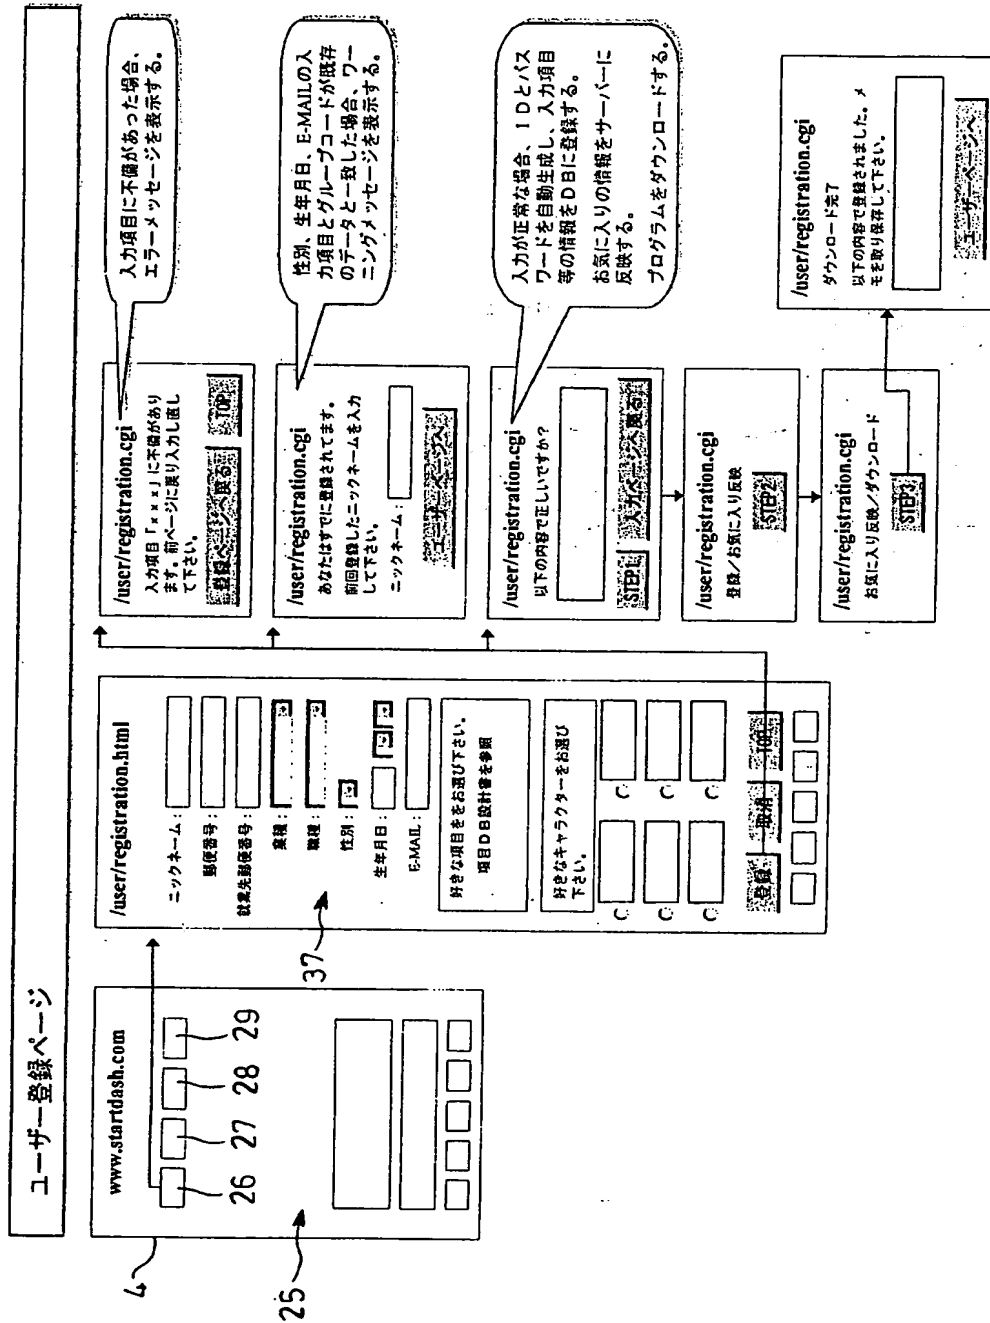 ユーザー登録ページ
www.startdash.com
26
27
28
29
4
25
/user/registration.html
ニックネーム：
郵便番号：
就業先郵便番号：
業種：
職種：
性別：
生年月日：
E-MAIL：
37
好きな項目ををお選び下さい。
項目DB設計書を参照
好きなキャラクターをお選び
下さい。
登録
取消
TOP
/user/registration.cgi
入力項目「×××」に不備があり
ます。前ページに戻り入力し直し
て下さい。
登録ページへ戻る
TOP
入力項目に不備があった場合、
エラーメッセージを表示する。
/user/registration.cgi
あなたはすでに登録されてます。
前回登録したニックネームを入力
して下さい。
ニックネーム：
ユーザーページへ
性別、生年月日、E-MAILの入
力項目とグループコードが既存
のデータと一致した場合、ワー
ニングメッセージを表示する。
/user/registration.cgi
以下の内容で正しいですか？
STEP1
入力ページへ戻る
入力が正常な場合、IDとパス
ワードを自動生成し、入力項目
等の情報をDBに登録する。
お気に入りの情報をサーバーに
反映する。
プログラムをダウンロードする。
/user/registration.cgi
登録／お気に入り反映
STEP2
/user/registration.cgi
お気に入り反映／ダウンロード
STEP3
/user/registration.cgi
ダウンロード完了
以下の内容で登録されました。メ
モを取り保存して下さい。
ユーザーページへ